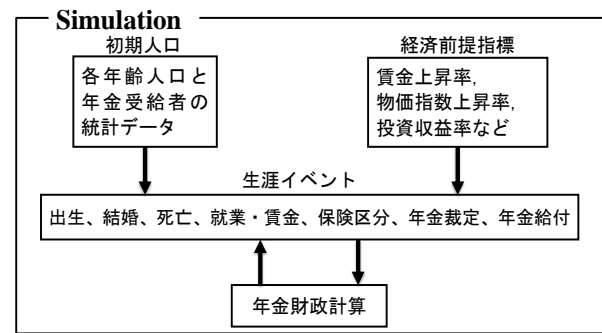 Simulation
初期人口
経済前提指標
各年齢人口と
年金受給者の
統計データ
賃金上昇率,
物価指数上昇率,
投資収益率など
生涯イベント
出生、結婚、死亡、就業・賃金、保険区分、年金裁定、年金給付
年金財政計算